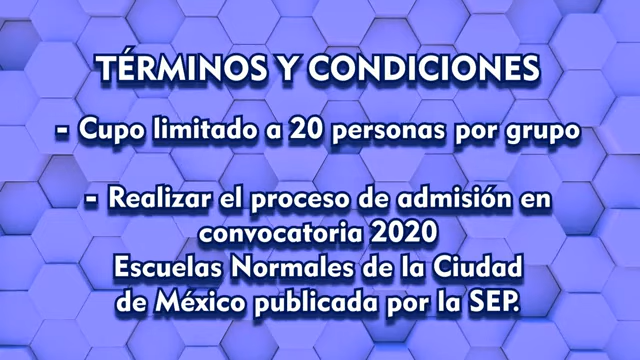 TÉRMINOS Y CONDICIONES
- Cupo limitado a 20 personas por grupo
- Realizar el proceso de admisión en
convocatoria 2020
Escuelas Normales de la Ciudad
de México publicada por la SEP.